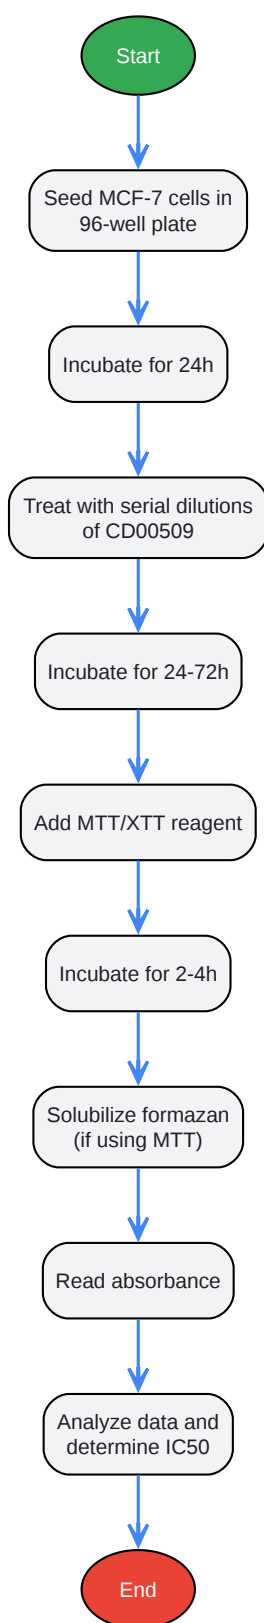 Start
Seed MCF-7 cells in
96-well plate
Incubate for 24h
Treat with serial dilutions
of CD00509
Incubate for 24-72h
Add MTT/XTT reagent
Incubate for 2-4h
Solubilize formazan
(if using MTT)
Read absorbance
Analyze data and
determine IC50
End